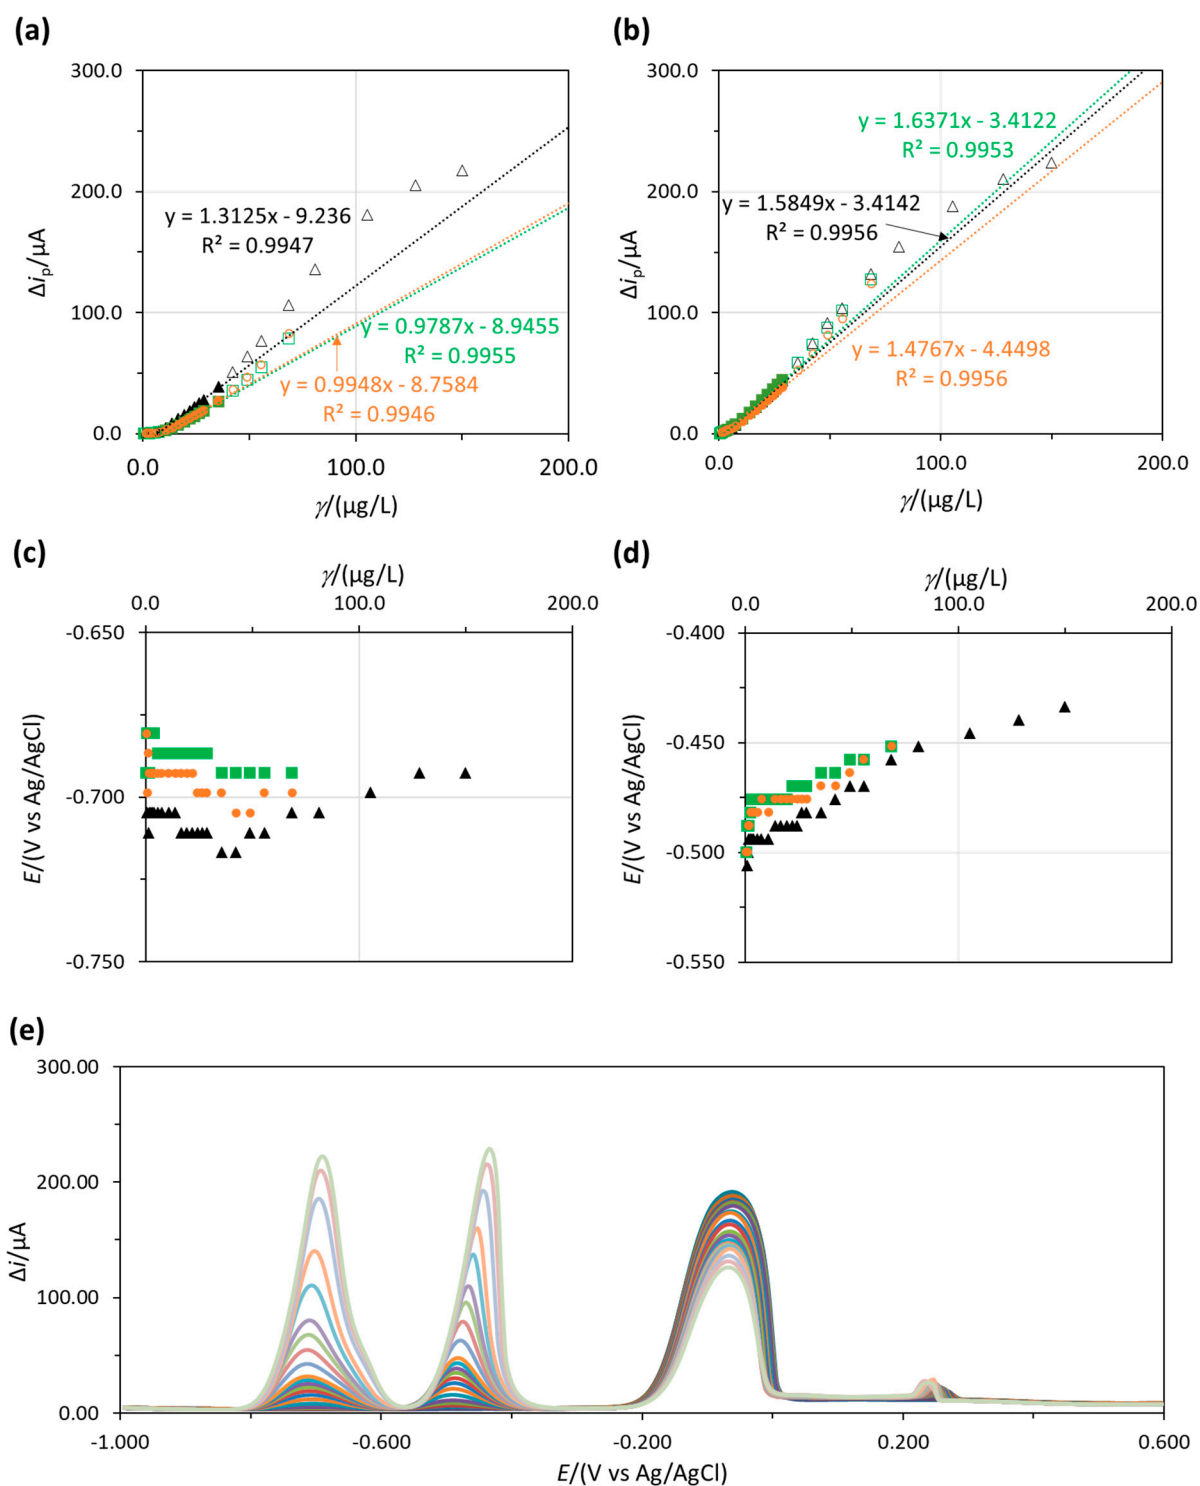 (a)
300.0
200.0
100.0
0.0
Δip/µA
y = 1.3125x - 9.236
R² = 0.9947
y = 0.9787x - 8.9455
R² = 0.9955
y = 0.9948x - 8.7584
R² = 0.9946
0.0 100.0 200.0
γ/(µg/L)
(b)
300.0
200.0
100.0
0.0
Δip/µA
y = 1.6371x - 3.4122
R² = 0.9953
y = 1.5849x - 3.4142
R² = 0.9956
y = 1.4767x - 4.4498
R² = 0.9956
0.0 100.0 200.0
γ/(µg/L)
(c)
γ/(µg/L)
0.0 100.0 200.0
-0.650
-0.700
-0.750
E/(V vs Ag/AgCl)
(d)
γ/(µg/L)
0.0 100.0 200.0
-0.400
-0.450
-0.500
-0.550
E/(V vs Ag/AgCl)
(e)
300.00
200.00
100.00
0.00
Δi/µA
-1.000 -0.600 -0.200 0.200 0.600
E/(V vs Ag/AgCl)